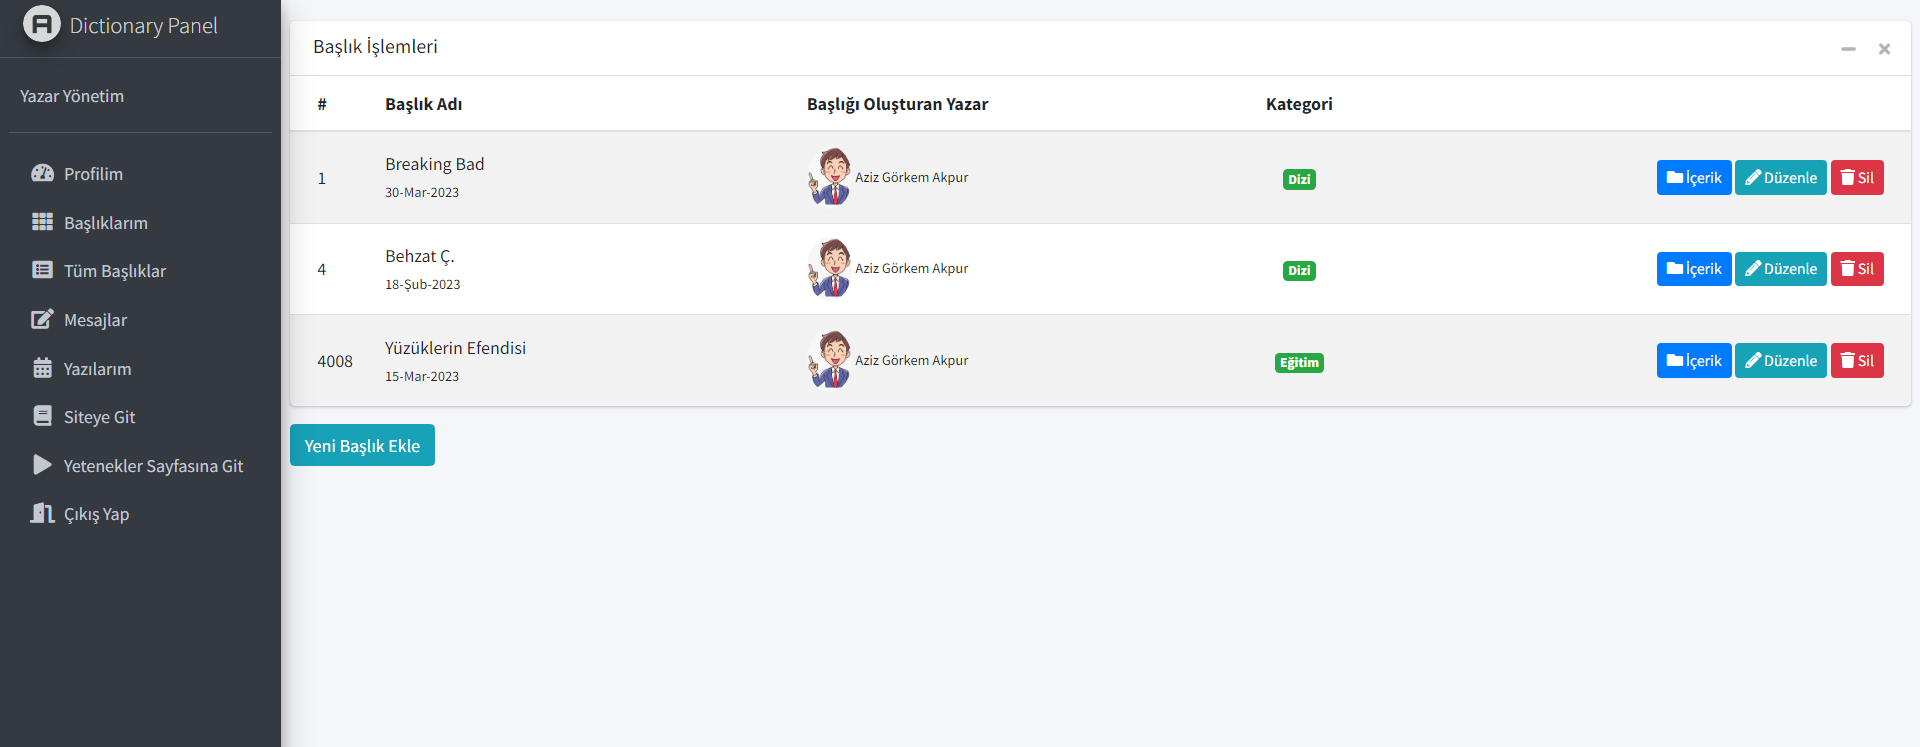 Dictionary Panel
Yazar Yönetim
Profilim
Başlıklarım
Tüm Başlıklar
Mesajlar
Yazılarım
Siteye Git
Yetenekler Sayfasına Git
Çıkış Yap
Başlık İşlemleri
# Başlık Adı Başlığı Oluşturan Yazar Kategori
1 Breaking Bad Aziz Görkem Akpur Dizi İçerik Düzenle Sil
30-Mar-2023
4 Behzat Ç. Aziz Görkem Akpur Dizi İçerik Düzenle Sil
18-Şub-2023
4008 Yüzüklerin Efendisi Aziz Görkem Akpur Eğitim İçerik Düzenle Sil
15-Mar-2023
Yeni Başlık Ekle